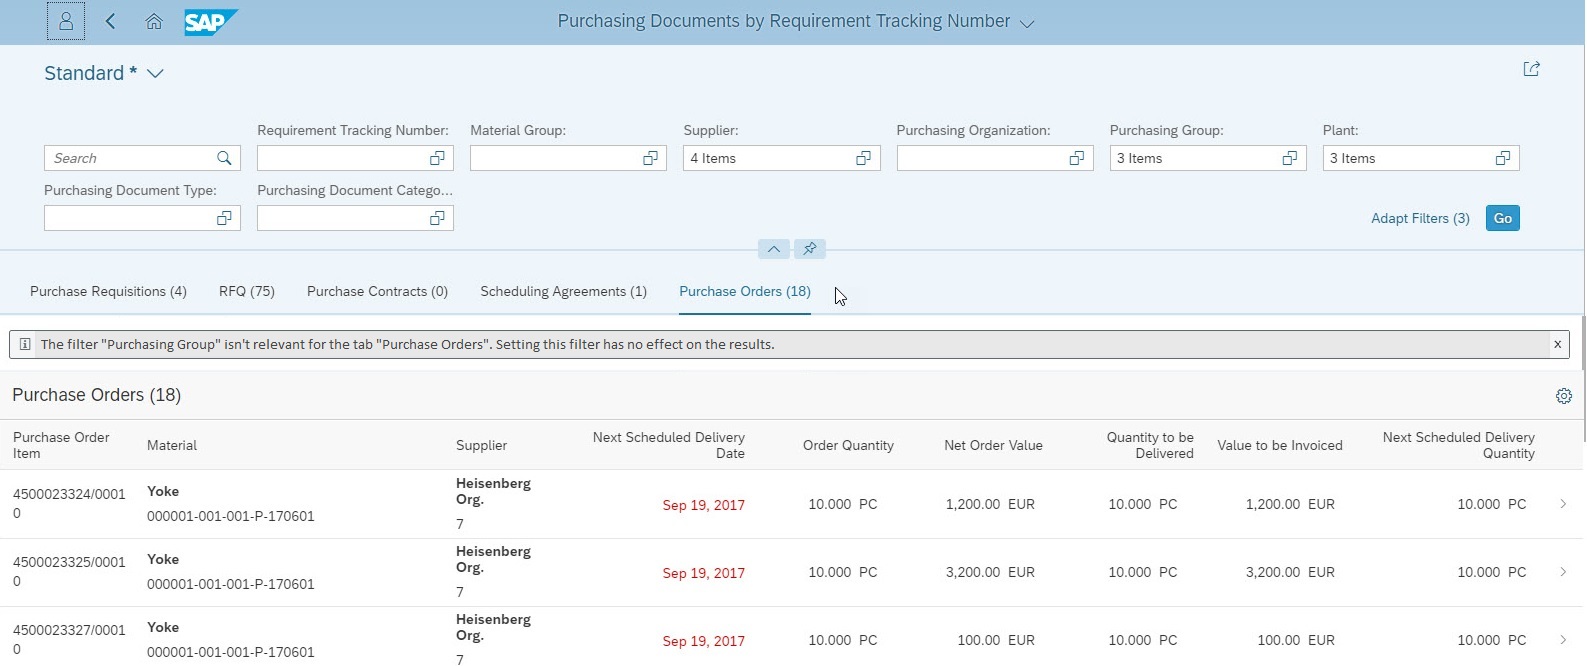 SAP
Purchasing Documents by Requirement Tracking Number
Standard *
Requirement Tracking Number:
Material Group:
Supplier:
Purchasing Organization:
Purchasing Group:
Plant:
Search
4 Items
3 Items
3 Items
Purchasing Document Type:
Purchasing Document Catego...
Adapt Filters (3)
Go
Purchase Requisitions (4)
RFQ (75)
Purchase Contracts (0)
Scheduling Agreements (1)
Purchase Orders (18)
The filter "Purchasing Group" isn't relevant for the tab "Purchase Orders". Setting this filter has no effect on the results.
x
Purchase Orders (18)
Purchase Order
Item
Material
Supplier
Next Scheduled Delivery
Date
Order Quantity
Net Order Value
Quantity to be
Delivered
Value to be Invoiced
Next Scheduled Delivery
Quantity
4500023324/0001
0
Yoke
000001-001-001-P-170601
Heisenberg
Org.
7
Sep 19, 2017
10.000 PC
1,200.00 EUR
10.000 PC
1,200.00 EUR
10.000 PC
4500023325/0001
0
Yoke
000001-001-001-P-170601
Heisenberg
Org.
7
Sep 19, 2017
10.000 PC
3,200.00 EUR
10.000 PC
3,200.00 EUR
10.000 PC
4500023327/0001
0
Yoke
000001-001-001-P-170601
Heisenberg
Org.
7
Sep 19, 2017
10.000 PC
100.00 EUR
10.000 PC
100.00 EUR
10.000 PC